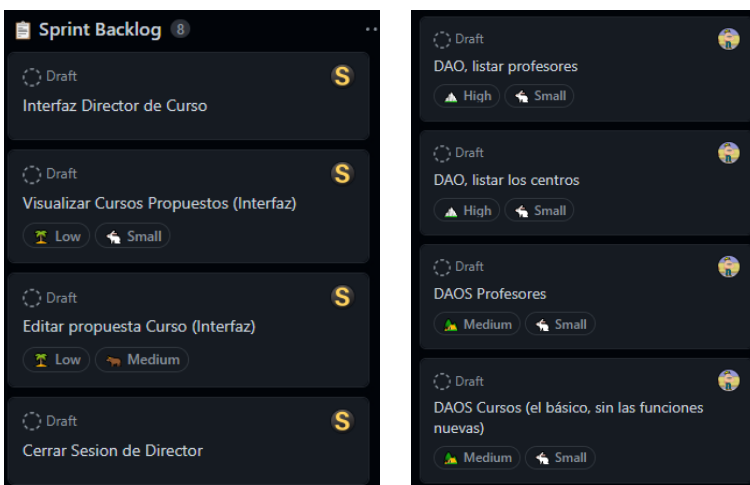 Sprint Backlog 8
Draft
S
Interfaz Director de Curso
Draft
S
Visualizar Cursos Propuestos (Interfaz)
Low Small
Draft
S
Editar propuesta Curso (Interfaz)
Low Medium
Draft
S
Cerrar Sesion de Director
Draft
DAO, listar profesores
High Small
Draft
DAO, listar los centros
High Small
Draft
DAOS Profesores
Medium Small
Draft
DAOS Cursos (el básico, sin las funciones
nuevas)
Medium Small